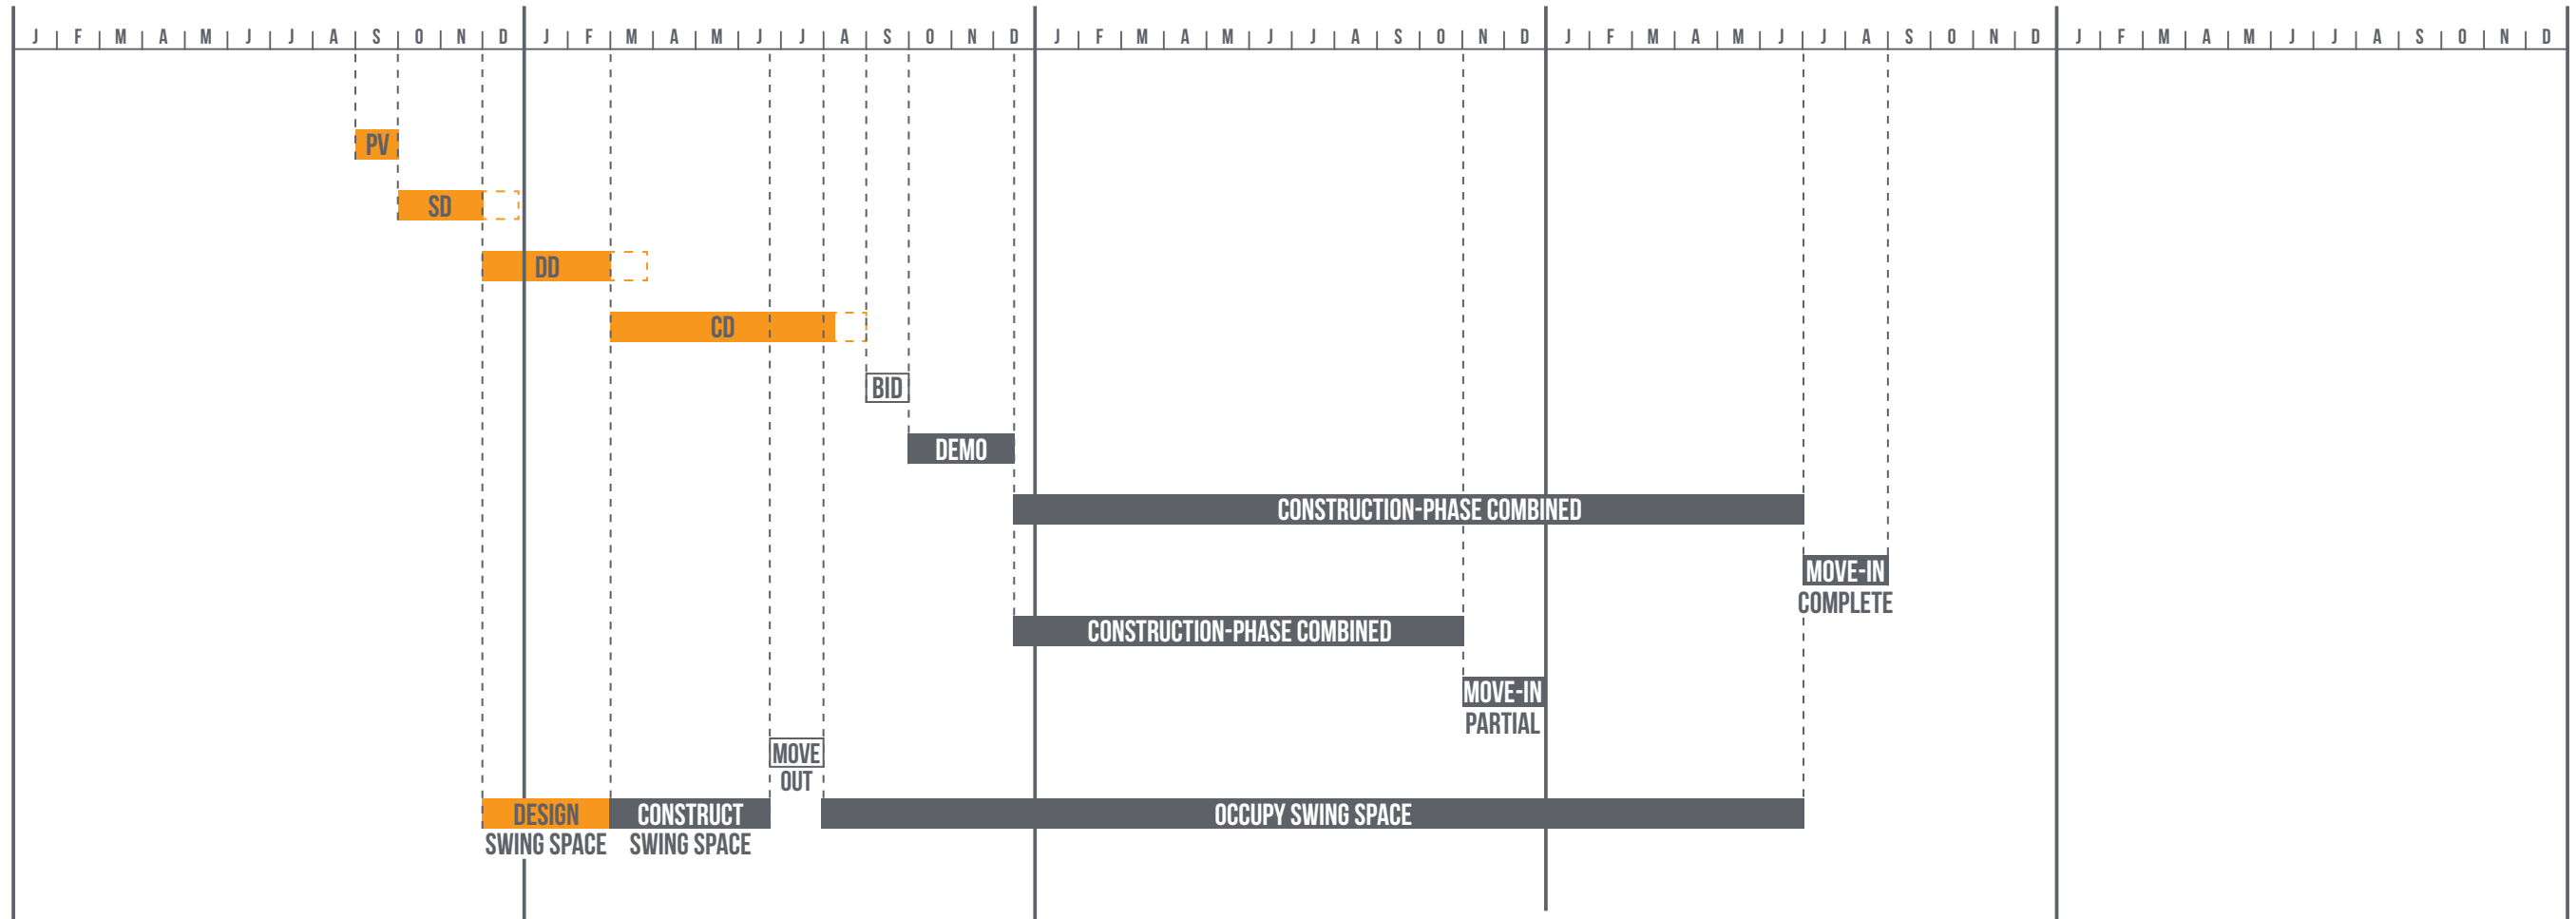 J F M A M J J A S O N D J F M A M J J A S O N D J F M A M J J A S O N D J F M A M J J A S O N D J F M A M J J A S O N D
PV
SD
DD
CD
BID
DEMO
CONSTRUCTION-PHASE COMBINED
MOVE-IN
COMPLETE
CONSTRUCTION-PHASE COMBINED
MOVE-IN
PARTIAL
MOVE
OUT
DESIGN CONSTRUCT OCCUPY SWING SPACE
SWING SPACE SWING SPACE